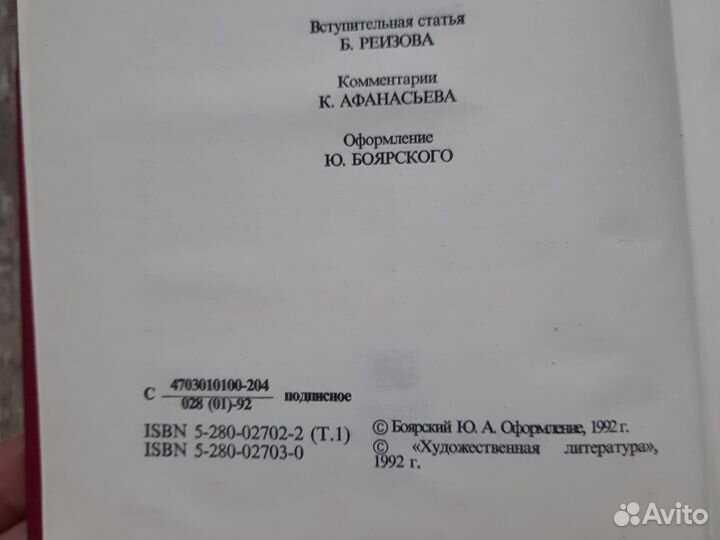 Вступительная статья
Б. РЕИЗОВА
Комментарии
К. АФАНАСЬЕВА
Оформление
Ю. БОЯРСКОГО
С 4703010100-204 подписное
028 (01)-92
ISBN 5-280-02702-2 (Т.1)
ISBN 5-280-02703-0
© Боярский Ю. А. Оформление, 1992 г.
© «Художественная литература»,
1992 г.
Avito